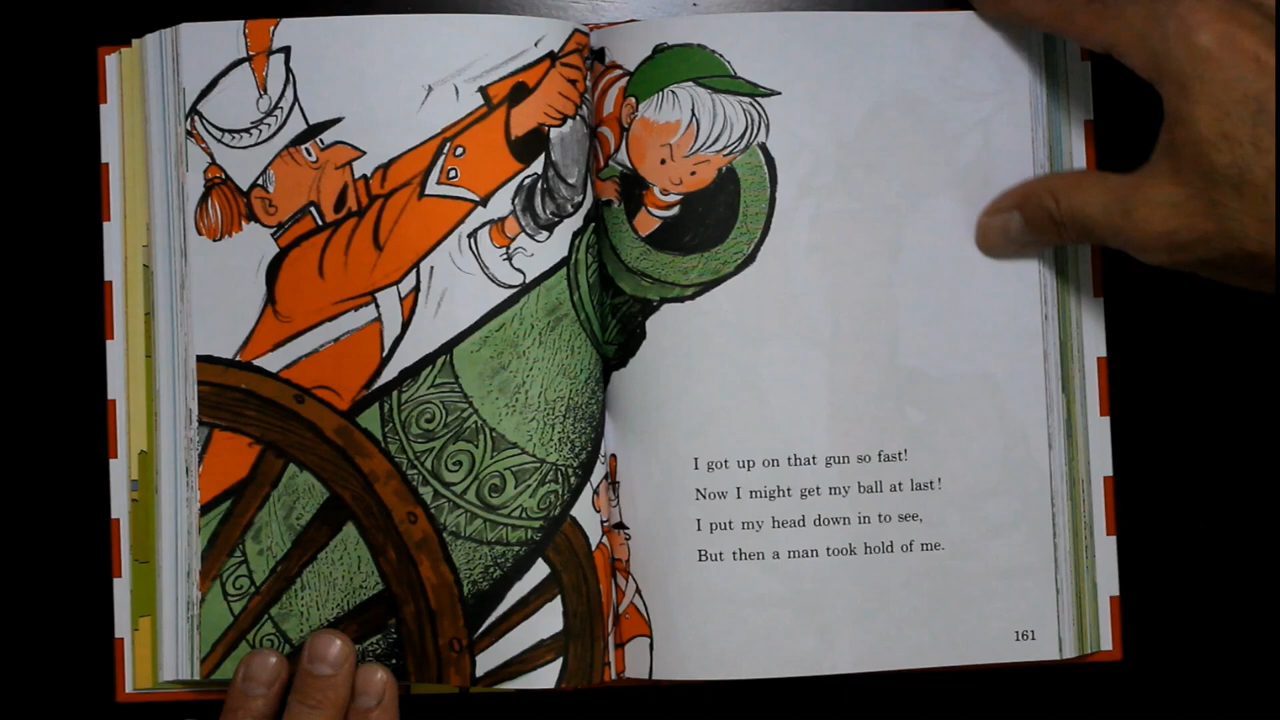 I got up on that gun so fast!
Now I might get my ball at last!
I put my head down in to see,
But then a man took hold of me.
161